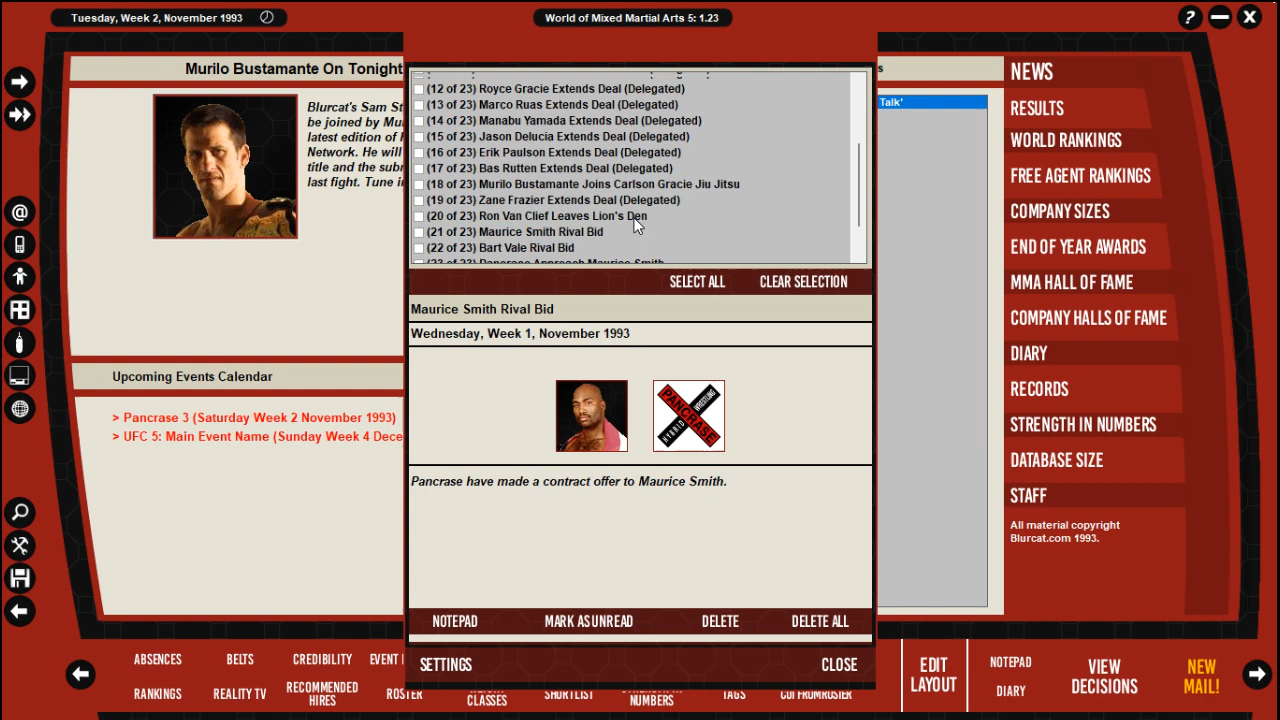 Tuesday, Week 2, November 1993
World of Mixed Martial Arts 5: 1.23
Murilo Bustamante On Tonight
Blurcat's Sam St
be joined by Mu
latest edition of
Network. He will
title and the sub
last fight. Tune i
Upcoming Events Calendar
> Pancrase 3 (Saturday Week 2 November 1993)
> UFC 5: Main Event Name (Sunday Week 4 Dece
(12 of 23) Royce Gracie Extends Deal (Delegated)
(13 of 23) Marco Ruas Extends Deal (Delegated)
(14 of 23) Manabu Yamada Extends Deal (Delegated)
(15 of 23) Jason Delucia Extends Deal (Delegated)
(16 of 23) Erik Paulson Extends Deal (Delegated)
(17 of 23) Bas Rutten Extends Deal (Delegated)
(18 of 23) Murilo Bustamante Joins Carlson Gracie Jiu Jitsu
(19 of 23) Zane Frazier Extends Deal (Delegated)
(20 of 23) Ron Van Clief Leaves Lion's Den
(21 of 23) Maurice Smith Rival Bid
(22 of 23) Bart Vale Rival Bid
(23 of 23) Pancrase Approach Maurice Smith
SELECT ALL
CLEAR SELECTION
Maurice Smith Rival Bid
Wednesday, Week 1, November 1993
PANCRASE
HYBRID WRESTLING
Pancrase have made a contract offer to Maurice Smith.
NOTEPAD
MARK AS UNREAD
DELETE
DELETE ALL
SETTINGS
CLOSE
s
Talk'
NEWS
RESULTS
WORLD RANKINGS
FREE AGENT RANKINGS
COMPANY SIZES
END OF YEAR AWARDS
MMA HALL OF FAME
COMPANY HALLS OF FAME
DIARY
RECORDS
STRENGTH IN NUMBERS
DATABASE SIZE
STAFF
All material copyright
Blurcat.com 1993.
ABSENCES
BELTS
CREDIBILITY
EVENT
RANKINGS
REALITY TV
RECOMMENDED
HIRES
ROSTER
CLASSES
SHORTLIST
NUMBERS
TAGS
EDIT
LAYOUT
NOTEPAD
DIARY
VIEW
DECISIONS
NEW
MAIL!